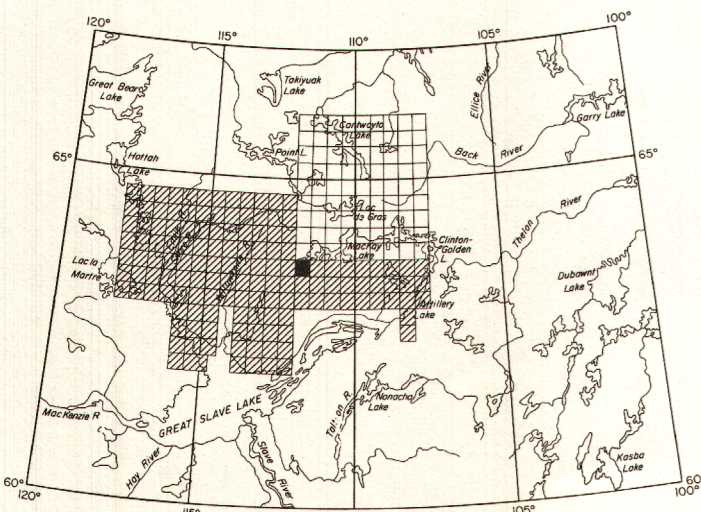 120°
115°
110°
105°
100°
Great Bear
Lake
Takiyuak
Lake
Ellice River
Garry Lake
Contwoyto
Lake
65°
Hottah
Lake
Point L.
Back River
65°
Lac
de Gras
Thelon River
MacKay
Lake
Clinton-
Golden
L.
Lac la
Martre
Dubawnt
Lake
Artillery
Lake
GREAT SLAVE LAKE
MacKenzie R
Taltson R.
Nonacho
Lake
Hay River
Slave River
Kasba
Lake
60°
120°
115°
110°
105°
60
100°